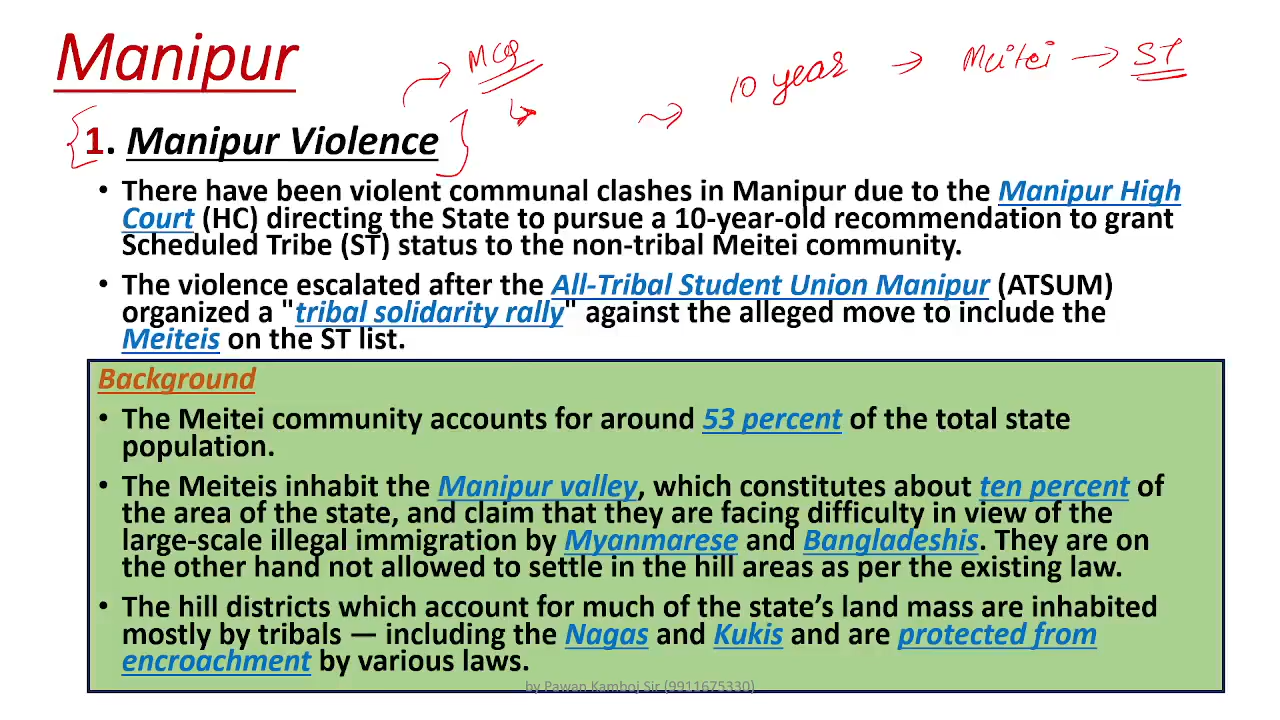 Manipur
MCQ
10 year → Meitei → ST
1. Manipur Violence
• There have been violent communal clashes in Manipur due to the Manipur High
Court (HC) directing the State to pursue a 10-year-old recommendation to grant
Scheduled Tribe (ST) status to the non-tribal Meitei community.
• The violence escalated after the All-Tribal Student Union Manipur (ATSUM)
organized a "tribal solidarity rally" against the alleged move to include the
Meiteis on the ST list.
Background
• The Meitei community accounts for around 53 percent of the total state
population.
• The Meiteis inhabit the Manipur valley, which constitutes about ten percent of
the area of the state, and claim that they are facing difficulty in view of the
large-scale illegal immigration by Myanmarese and Bangladeshis. They are on
the other hand not allowed to settle in the hill areas as per the existing law.
• The hill districts which account for much of the state’s land mass are inhabited
mostly by tribals — including the Nagas and Kukis and are protected from
encroachment by various laws.
by Pawan Kamboj Sir (9911675330)